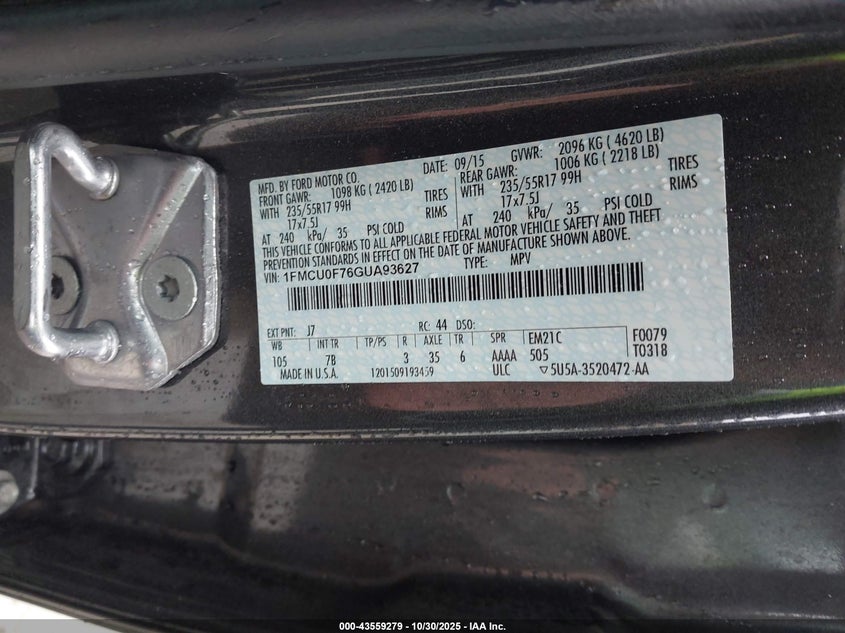 MFD. BY FORD MOTOR CO. DATE: 09/15 GVWR: 2096 KG ( 4620 LB)
FRONT GAWR: 1098 KG ( 2420 LB) REAR GAWR: 1006 KG ( 2218 LB)
WITH 235/55R17 99H TIRES WITH 235/55R17 99H TIRES
17x7.5J RIMS 17x7.5J RIMS
AT 240 kPa/ 35 PSI COLD AT 240 kPa/ 35 PSI COLD
THIS VEHICLE CONFORMS TO ALL APPLICABLE FEDERAL MOTOR VEHICLE SAFETY AND THEFT
PREVENTION STANDARDS IN EFFECT ON THE DATE OF MANUFACTURE SHOWN ABOVE.
VIN: 1FMCU0F76GUA93627 TYPE: MPV
EXT PNT: J7 RC: 44 DSO:
WB INT TR TP/PS R AXLE TR SPR EM21C F0079
105 7B 3 35 6 AAAA 505 T0318
MADE IN U.S.A. 1201509193459 ULC ▽5U5A-3520472-AA
000-43559279 - 10/30/2025 - IAA Inc.